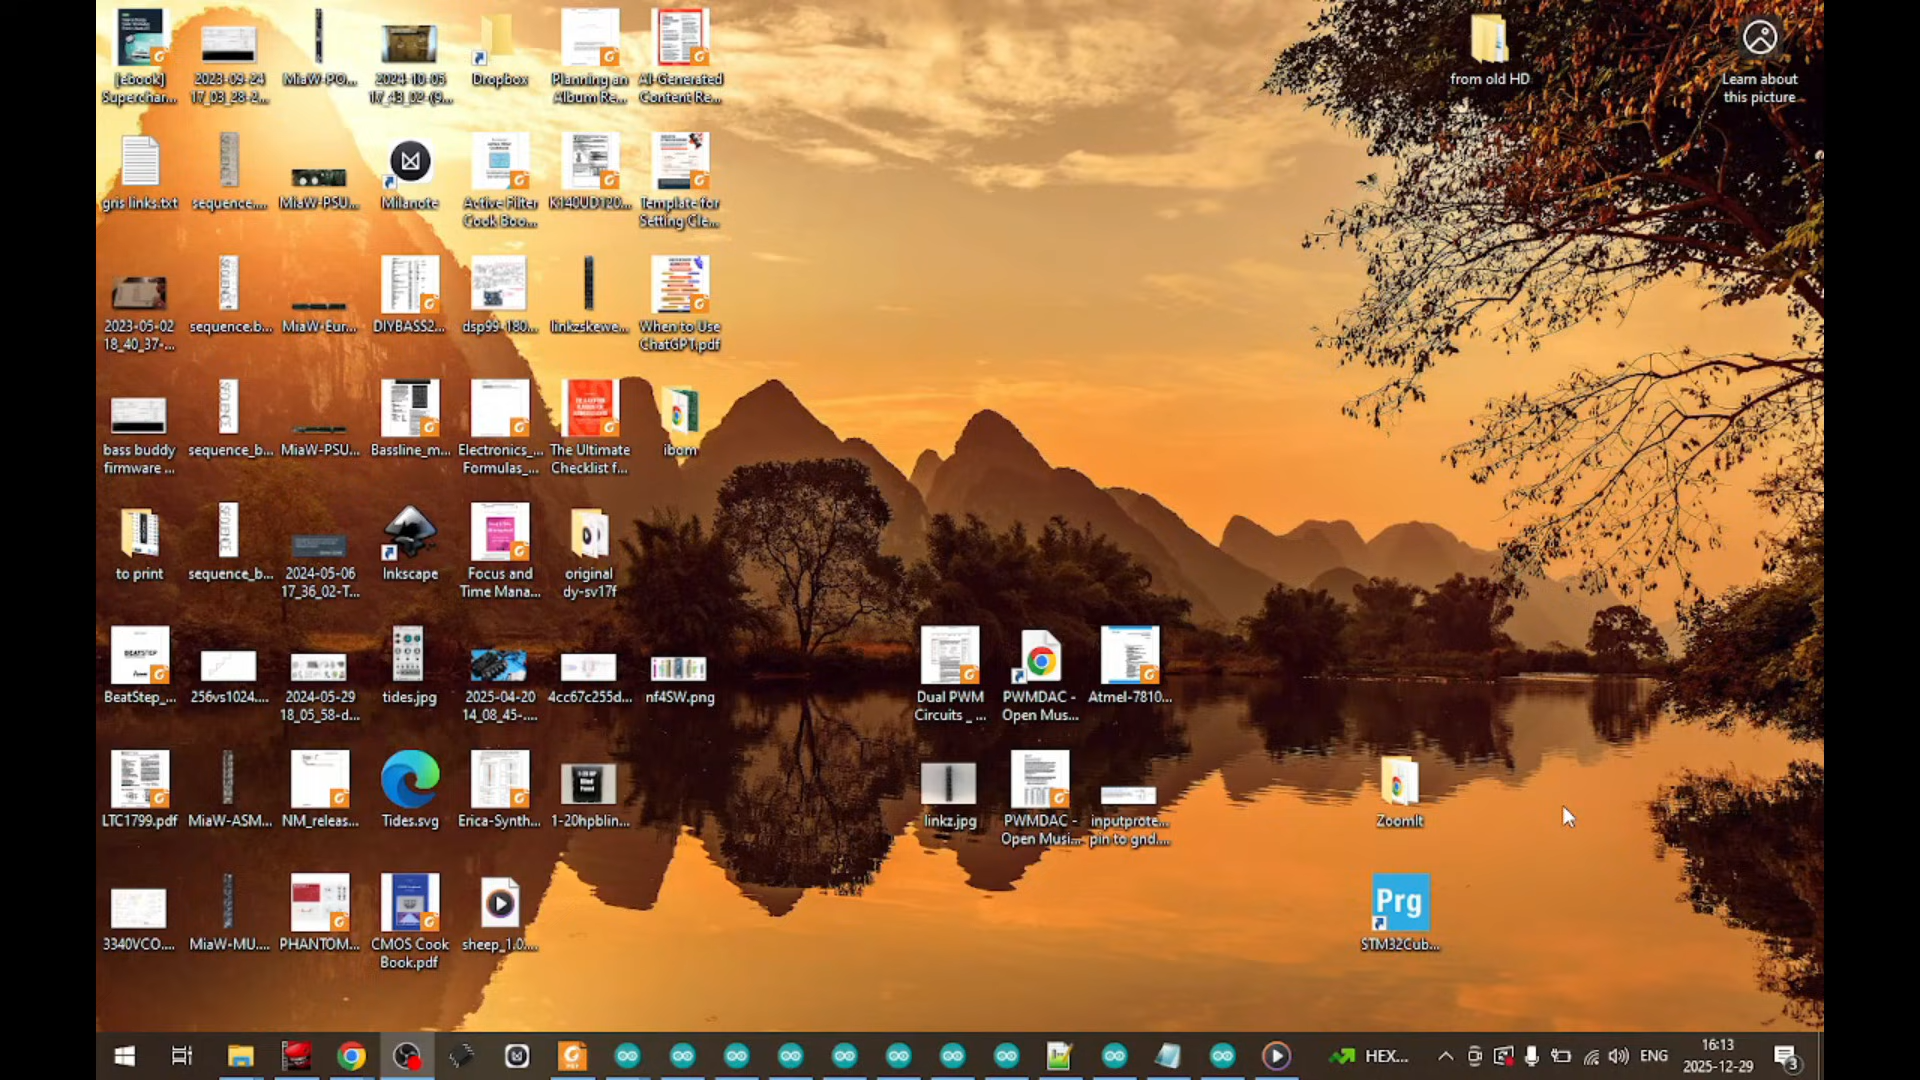 [ebook]
Superchar...
2023-09-24
17_03_28-2...
MiaW-PO...
2024-10-05
17_43_02-(9...
Dropbox
Planning an
Album Re...
AI-Generated
Content Re...
from old HD
Learn about
this picture
gris links.txt
sequence....
MiaW-PSU...
Milanote
Active Filter
Cook Boo...
K140UD120...
Template for
Setting Cle...
2023-05-02
18_40_37-...
SEQUENCE
sequence.b...
MiaW-Eur...
DIYBASS2...
dsp99-180...
linkzskewe...
When to Use
ChatGPT.pdf
bass buddy
firmware ...
SEQUENCE
sequence_b...
MiaW-PSU...
Bassline_m...
Electronics_...
Formulas_...
The Ultimate
Checklist f...
ibom
to print
SEQUENCE
sequence_b...
2024-05-06
17_36_02-T...
Inkscape
Focus and
Time Mana...
original
dy-sv17f
BEATSTEP
BeatStep_...
256vs1024....
2024-05-29
18_05_58-d...
tides.jpg
2025-04-20
14_08_45-...
4cc67c255d...
nf4SW.png
Dual PWM
Circuits _ ...
PWMDAC -
Open Mus...
Atmel-7810...
LTC1799.pdf
MiaW-ASM...
NM_releas...
Tides.svg
Erica-Synth...
1-20hpblin...
linkz.jpg
PWMDAC -
Open Musi...
inputprote...
pin to gnd....
ZoomIt
3340VCO....
MiaW-MU...
PHANTOM...
CMOS Cook
Book.pdf
sheep_1.0....
Prg
STM32Cub...
HEX...
ENG
16:13
2025-12-29
3